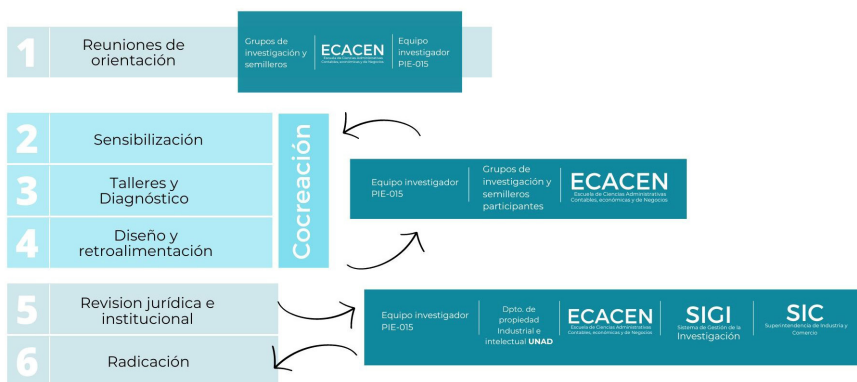 1
Reuniones de
orientación
Grupos de
investigación y
semilleros
ECACEN
Escuela de Ciencias Administrativas
Contables, económicas y de Negocios
Equipo
investigador
PIE-015
2
Sensibilización
3
Talleres y
Diagnóstico
4
Diseño y
retroalimentación
Cocreación
Equipo investigador
PIE-015
Grupos de
investigación y
semilleros
participantes
ECACEN
Escuela de Ciencias Administrativas
Contables, económicas y de Negocios
5
Revision jurídica e
institucional
6
Radicación
Equipo investigador
PIE-015
Dpto. de
propiedad
Industrial e
intelectual UNAD
ECACEN
Escuela de Ciencias Administrativas
Contables, económicas y de Negocios
SIGI
Sistema de Gestión de la
Investigación
SIC
Superintendencia de Industria y
Comercio